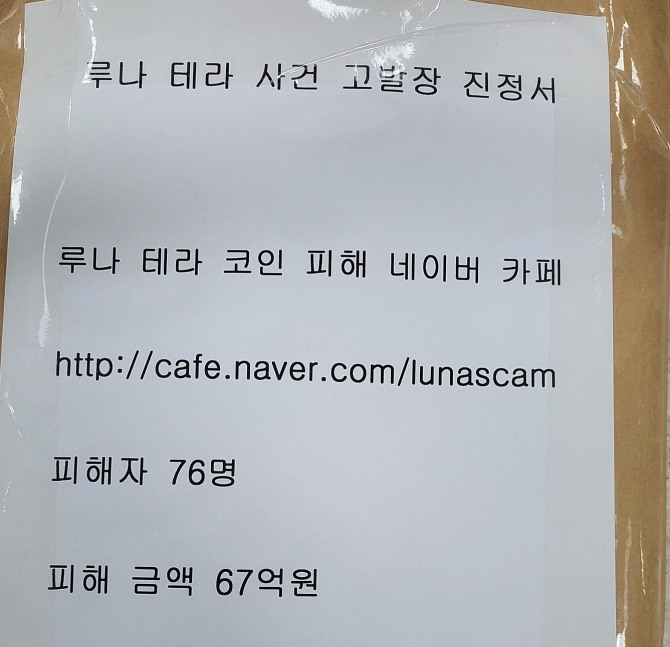 루나 테라 사건 고발장 진정서
루나 테라 코인 피해 네이버 카페
http://cafe.naver.com/lunascam
피해자 76명
피해 금액 67억원